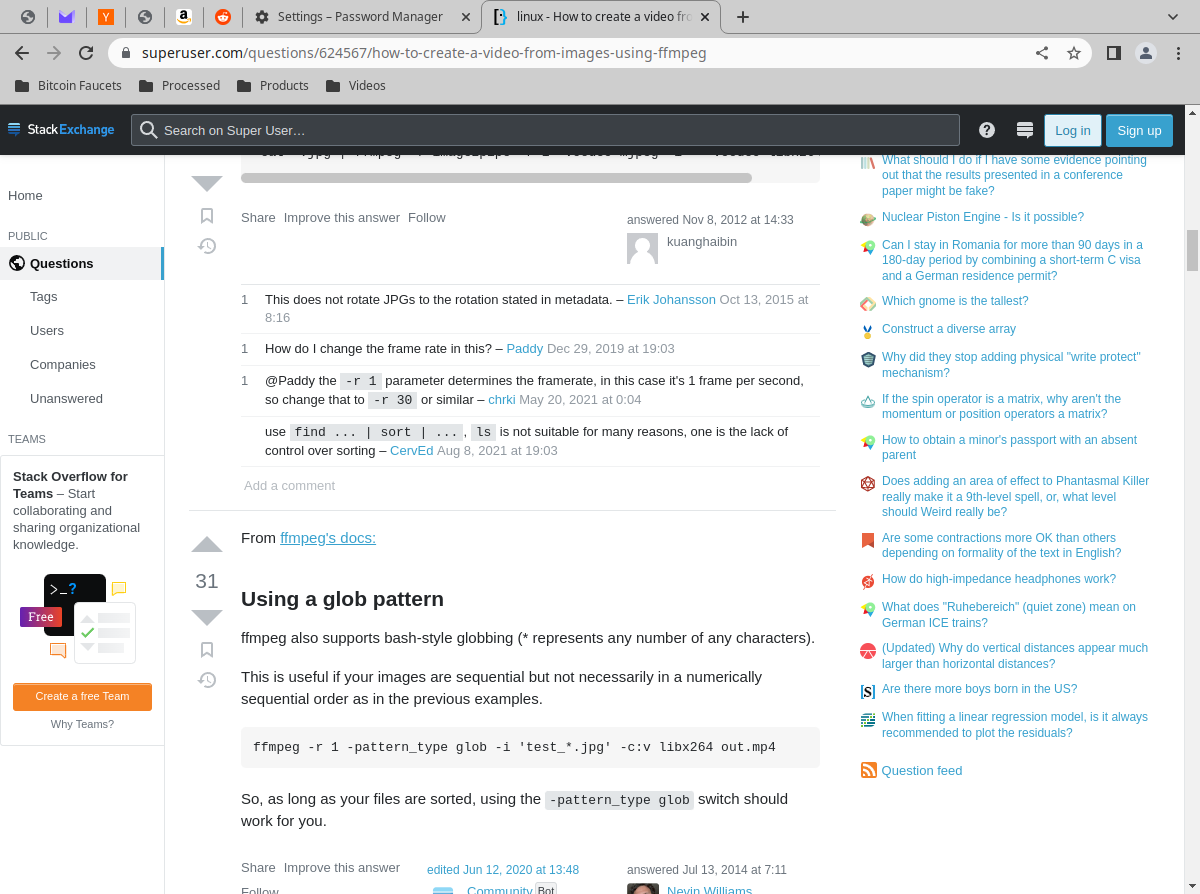 Settings – Password Manager
linux - How to create a video fro
superuser.com/questions/624567/how-to-create-a-video-from-images-using-ffmpeg
Bitcoin Faucets
Processed
Products
Videos
StackExchange
Search on Super User…
Log in
Sign up
Home
PUBLIC
Questions
Tags
Users
Companies
Unanswered
TEAMS
Stack Overflow for
Teams – Start
collaborating and
sharing organizational
knowledge.
>_?
Free
Create a free Team
Why Teams?
Share Improve this answer Follow
answered Nov 8, 2012 at 14:33
kuanghaibin
1 This does not rotate JPGs to the rotation stated in metadata. – Erik Johansson Oct 13, 2015 at
8:16
1 How do I change the frame rate in this? – Paddy Dec 29, 2019 at 19:03
1 @Paddy the -r 1 parameter determines the framerate, in this case it's 1 frame per second,
so change that to -r 30 or similar – chrki May 20, 2021 at 0:04
use find ... | sort | ..., ls is not suitable for many reasons, one is the lack of
control over sorting – CervEd Aug 8, 2021 at 19:03
Add a comment
From ffmpeg's docs:
31
Using a glob pattern
ffmpeg also supports bash-style globbing (* represents any number of any characters).
This is useful if your images are sequential but not necessarily in a numerically
sequential order as in the previous examples.
ffmpeg -r 1 -pattern_type glob -i 'test_*.jpg' -c:v libx264 out.mp4
So, as long as your files are sorted, using the -pattern_type glob switch should
work for you.
Share Improve this answer
Follow
edited Jun 12, 2020 at 13:48
Community Bot
answered Jul 13, 2014 at 7:11
Nevin Williams
What should I do if I have some evidence pointing
out that the results presented in a conference
paper might be fake?
Nuclear Piston Engine - Is it possible?
Can I stay in Romania for more than 90 days in a
180-day period by combining a short-term C visa
and a German residence permit?
Which gnome is the tallest?
Construct a diverse array
Why did they stop adding physical "write protect"
mechanism?
If the spin operator is a matrix, why aren't the
momentum or position operators a matrix?
How to obtain a minor's passport with an absent
parent
Does adding an area of effect to Phantasmal Killer
really make it a 9th-level spell, or, what level
should Weird really be?
Are some contractions more OK than others
depending on formality of the text in English?
How do high-impedance headphones work?
What does "Ruhebereich" (quiet zone) mean on
German ICE trains?
(Updated) Why do vertical distances appear much
larger than horizontal distances?
Are there more boys born in the US?
When fitting a linear regression model, is it always
recommended to plot the residuals?
Question feed